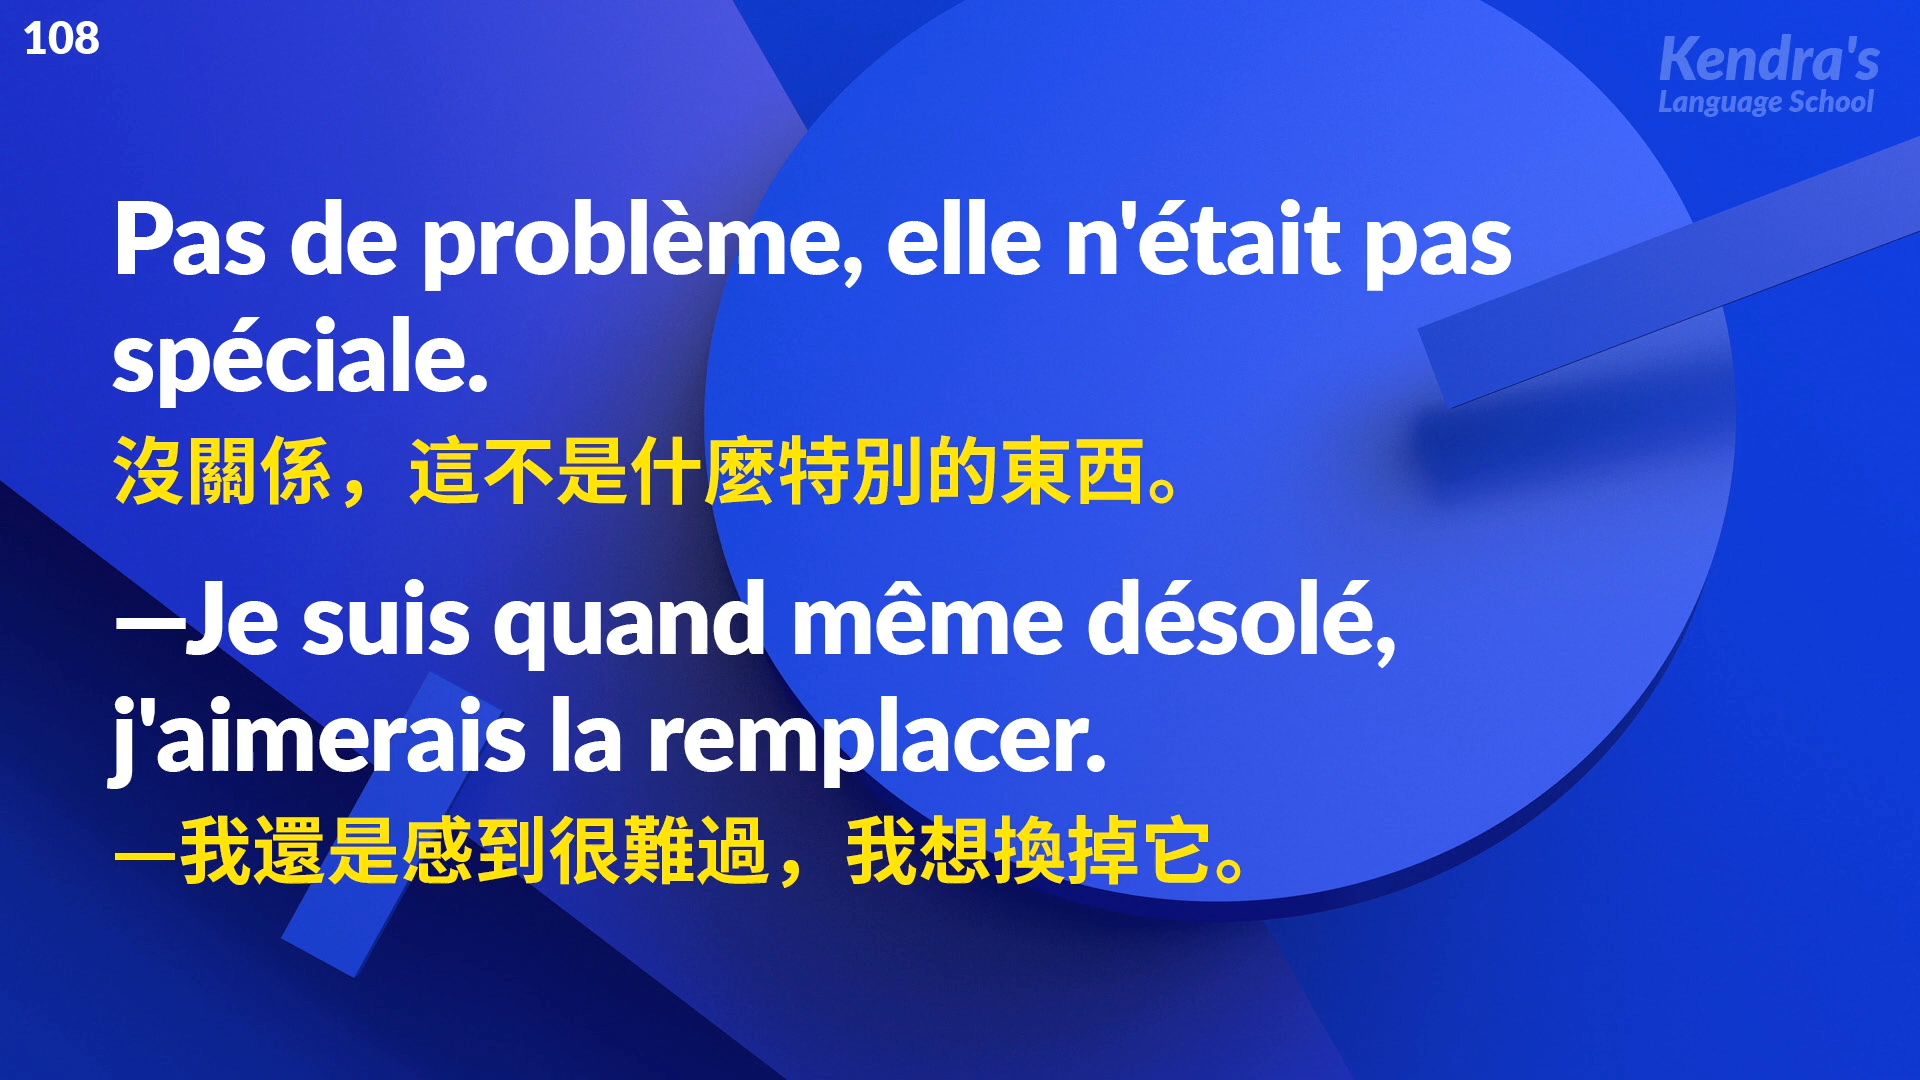 108
Kendra's
Language School
Pas de problème, elle n'était pas
spéciale.
沒關係，這不是什麼特別的東西。
—Je suis quand même désolé,
j'aimerais la remplacer.
—我還是感到很難過，我想換掉它。